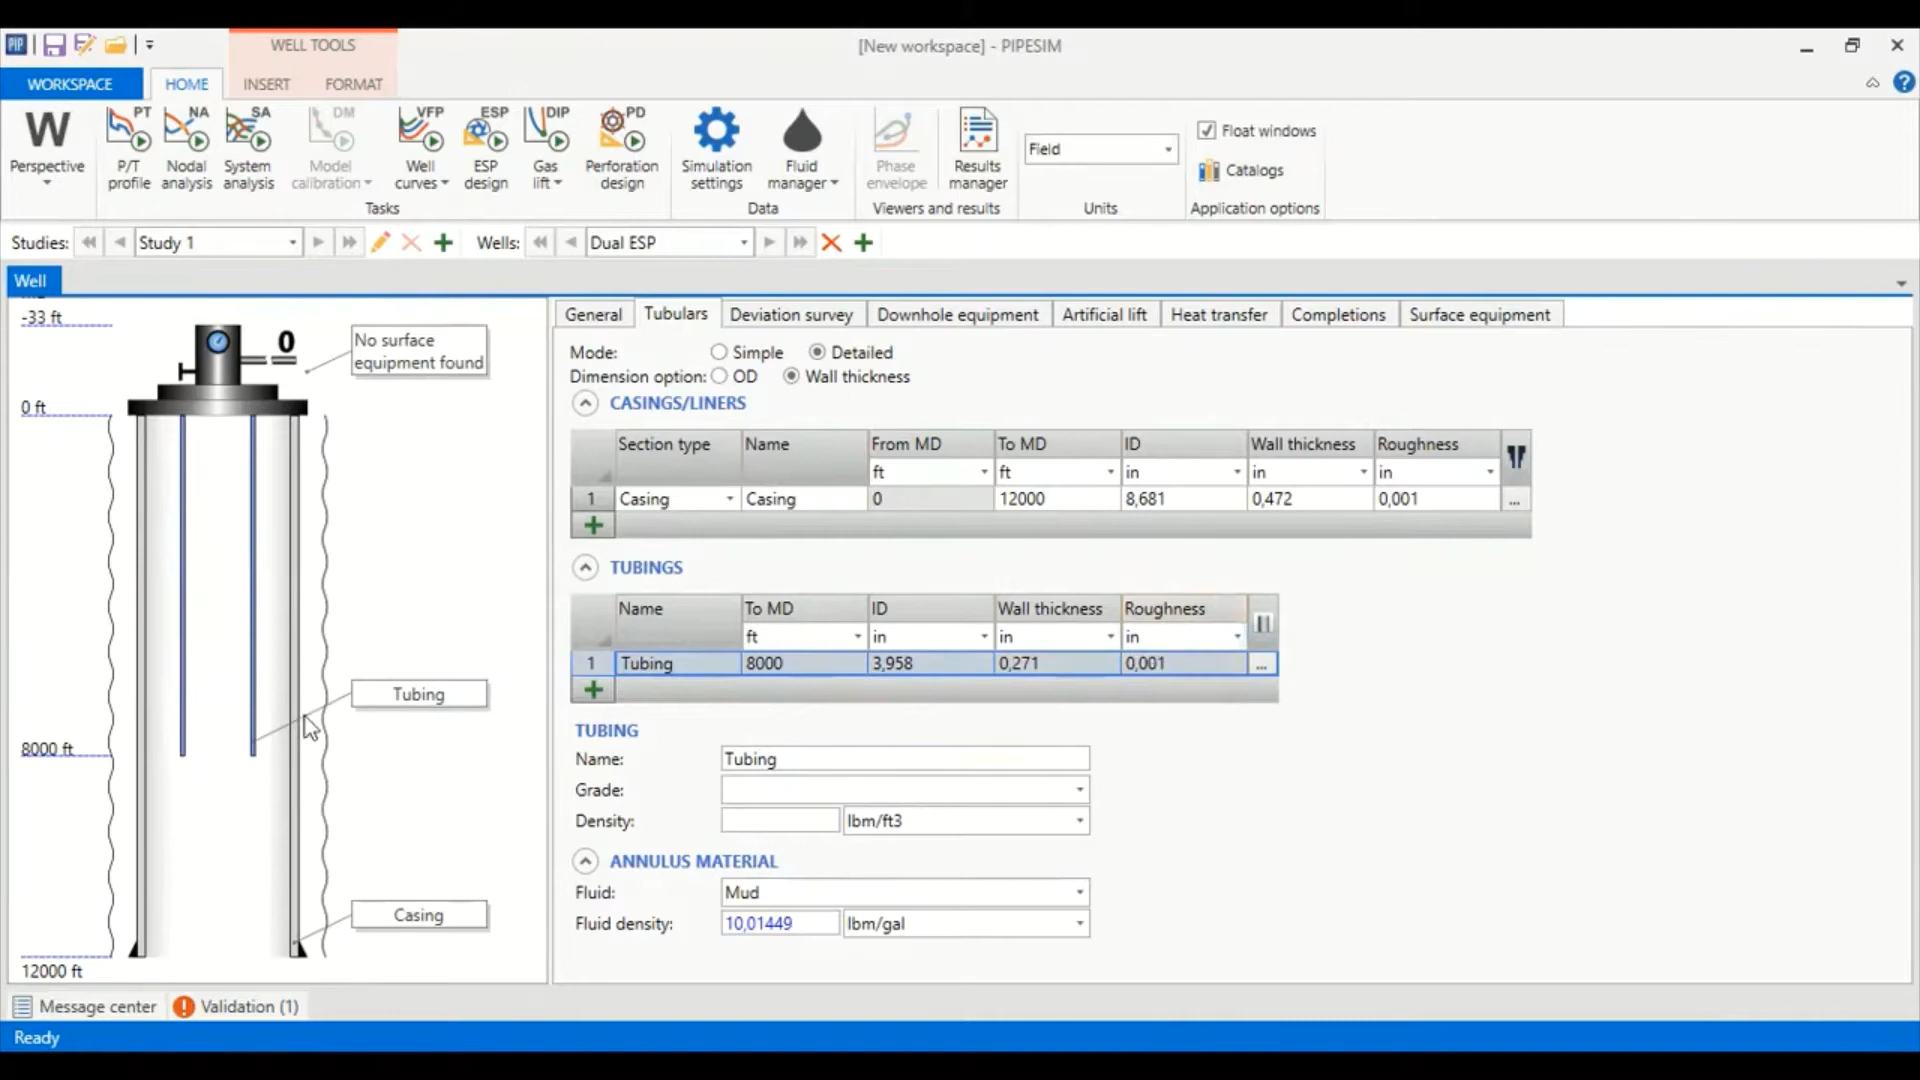 PIP
WELL TOOLS
[New workspace] - PIPESIM
WORKSPACE HOME INSERT FORMAT
W Perspective
PT P/T profile
NA Nodal analysis
SA System analysis
DM Model calibration
VFP Well curves
ESP ESP design
DIP Gas lift
PD Perforation design
Tasks
Simulation settings
Fluid manager
Data
Phase envelope
Results manager
Viewers and results
Field
Units
Float windows
Catalogs
Application options
Studies: Study 1 Wells: Dual ESP
Well
-33 ft
0
No surface
equipment found
0 ft
Tubing
8000 ft
Casing
12000 ft
General Tubulars Deviation survey Downhole equipment Artificial lift Heat transfer Completions Surface equipment
Mode: Simple Detailed
Dimension option: OD Wall thickness
CASINGS/LINERS
Section type Name From MD To MD ID Wall thickness Roughness
ft ft in in in
1 Casing Casing 0 12000 8,681 0,472 0,001 ...
TUBINGS
Name To MD ID Wall thickness Roughness
ft in in in
1 Tubing 8000 3,958 0,271 0,001 ...
TUBING
Name: Tubing
Grade:
Density: lbm/ft3
ANNULUS MATERIAL
Fluid: Mud
Fluid density: 10,01449 lbm/gal
Message center Validation (1)
Ready